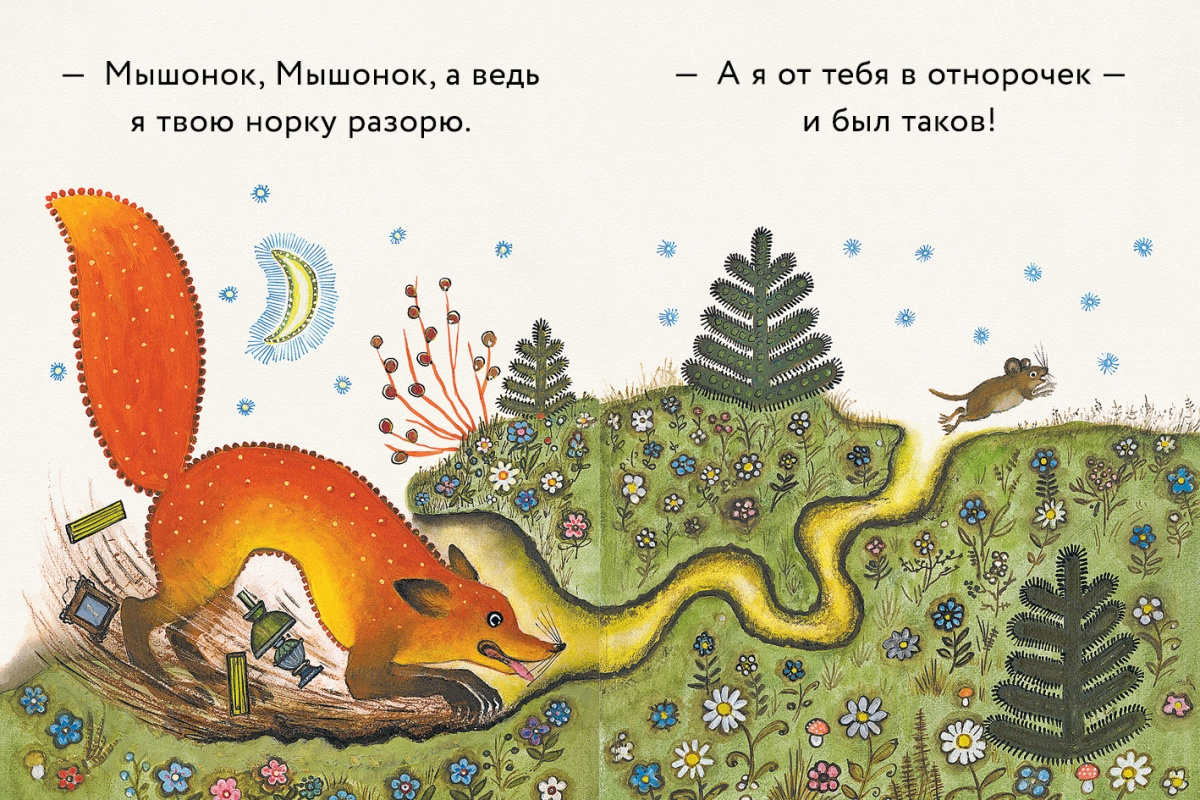 — Мышонок, Мышонок, а ведь
я твою норку разорю.
— А я от тебя в отнорочек —
и был таков!